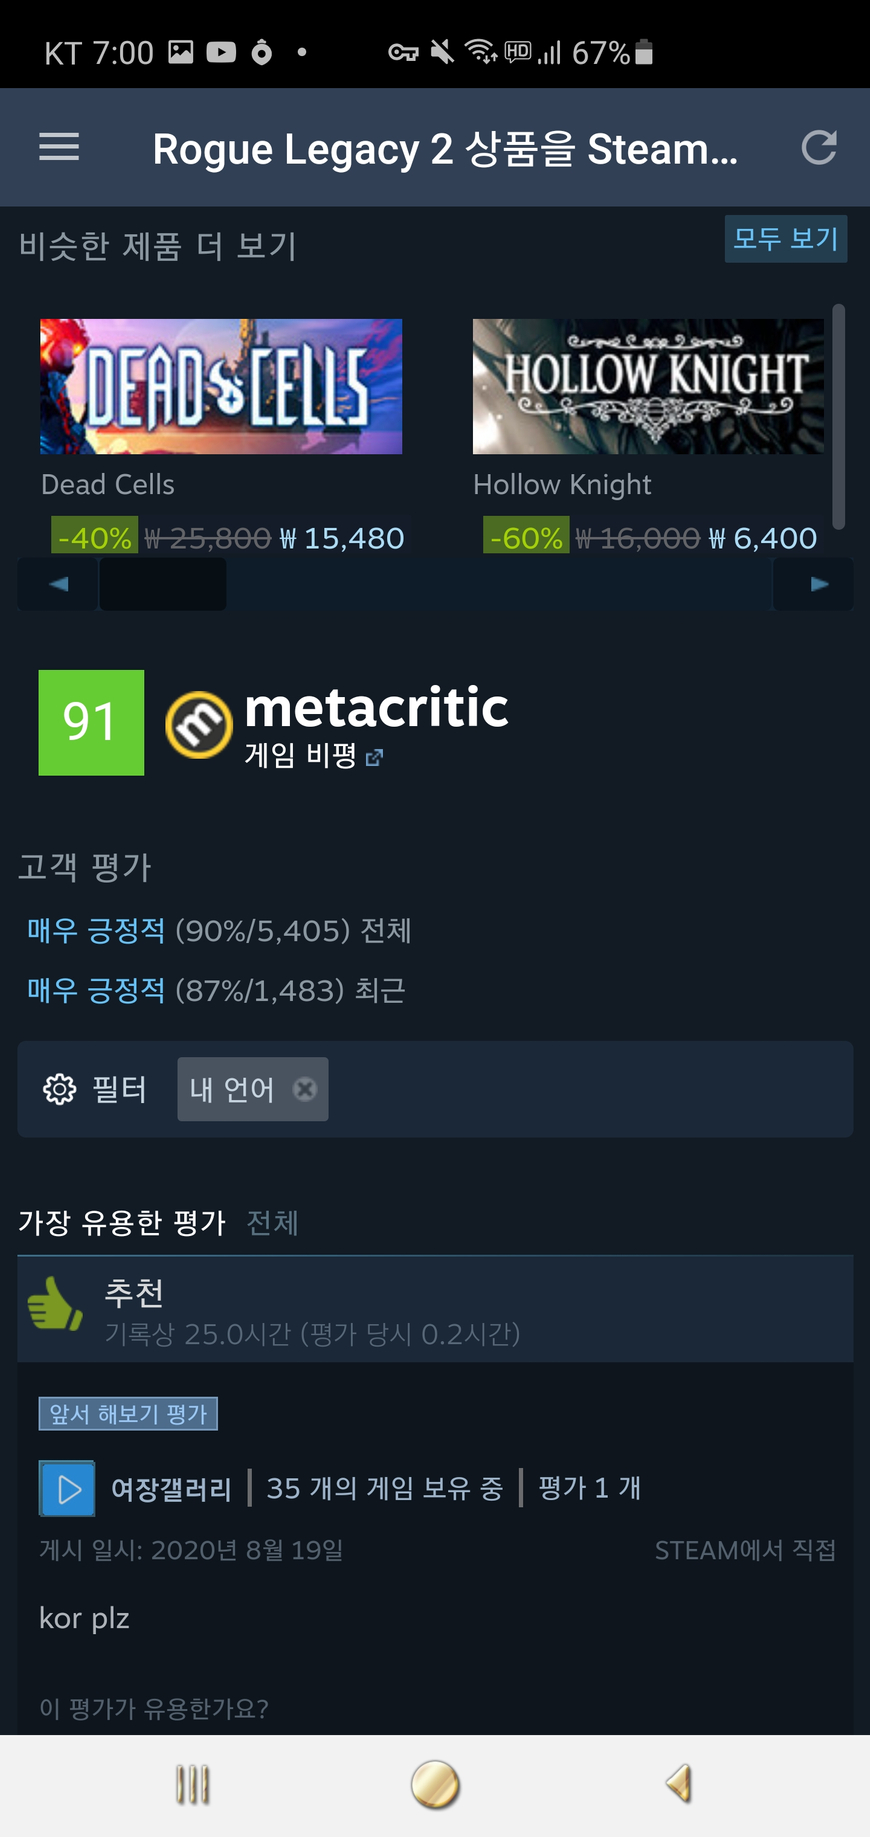 KT 7:00 HD 67%
Rogue Legacy 2 상품을 Steam...
비슷한 제품 더 보기 모두 보기
DEAD CELLS HOLLOW KNIGHT
Dead Cells Hollow Knight
-40% ₩ 25,800 ₩ 15,480 -60% ₩ 16,000 ₩ 6,400
91 m metacritic
게임 비평
고객 평가
매우 긍정적 (90%/5,405) 전체
매우 긍정적 (87%/1,483) 최근
필터 내 언어
가장 유용한 평가 전체
추천
기록상 25.0시간 (평가 당시 0.2시간)
앞서 해보기 평가
여장갤러리 | 35 개의 게임 보유 중 | 평가 1 개
게시 일시: 2020년 8월 19일 STEAM에서 직접
kor plz
이 평가가 유용한가요?